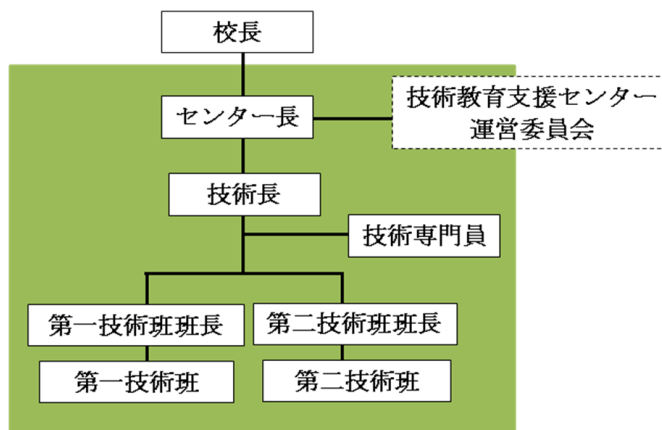 校長
センター長
技術教育支援センター
運営委員会
技術長
技術専門員
第一技術班班長
第二技術班班長
第一技術班
第二技術班